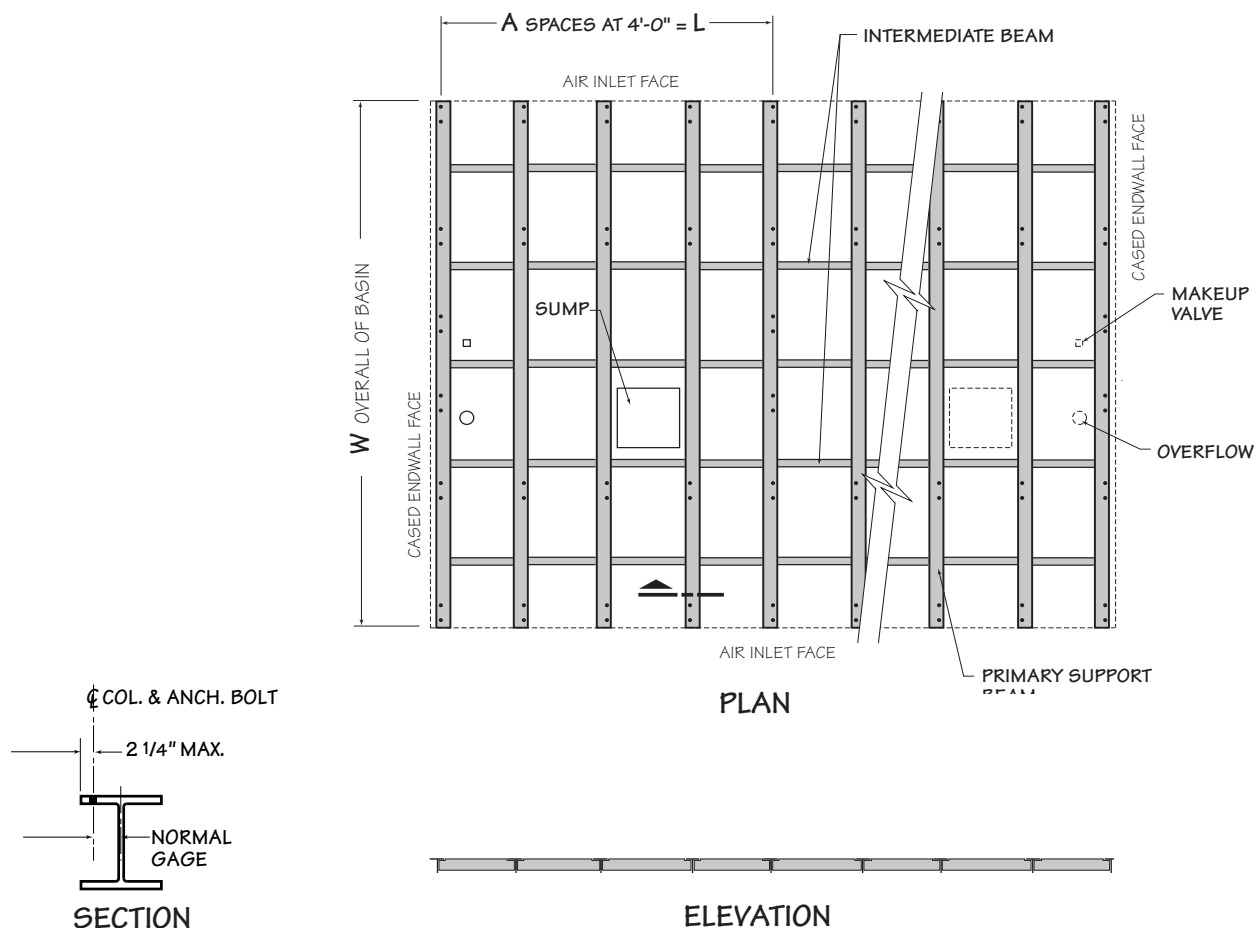 A SPACES AT 4'-0" = L
INTERMEDIATE BEAM
AIR INLET FACE
CASED ENDWALL FACE
W OVERALL OF BASIN
SUMP
MAKEUP
VALVE
CASED ENDWALL FACE
OVERFLOW
AIR INLET FACE
PRIMARY SUPPORT
BEAM
PLAN
℄ COL. & ANCH. BOLT
2 1/4" MAX.
NORMAL
GAGE
SECTION
ELEVATION